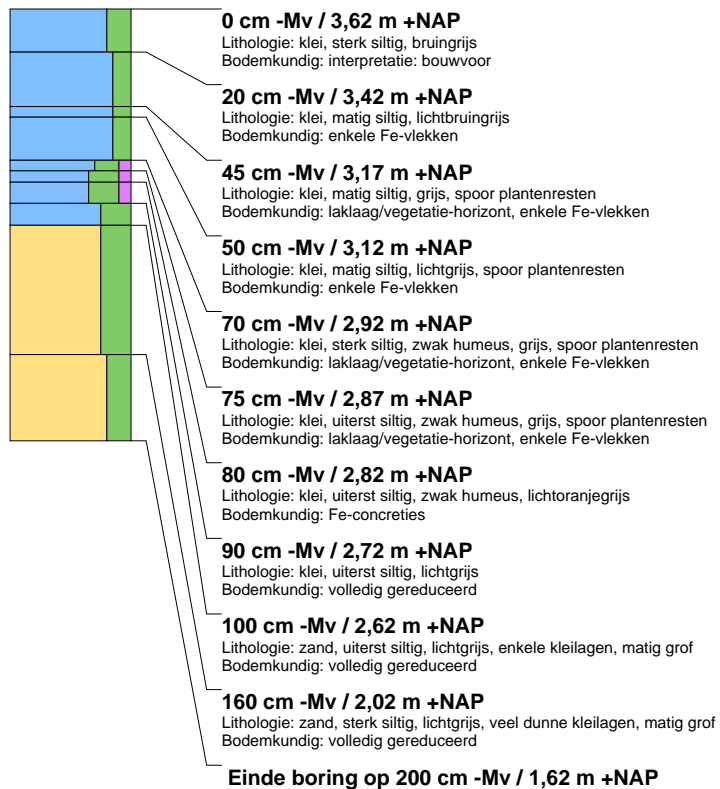 0 cm -Mv / 3,62 m +NAP
Lithologie: klei, sterk siltig, bruingrijs
Bodemkundig: interpretatie: bouwvoor
20 cm -Mv / 3,42 m +NAP
Lithologie: klei, matig siltig, lichtbruingrijs
Bodemkundig: enkele Fe-vlekken
45 cm -Mv / 3,17 m +NAP
Lithologie: klei, matig siltig, grijs, spoor plantenresten
Bodemkundig: laklaag/vegetatie-horizont, enkele Fe-vlekken
50 cm -Mv / 3,12 m +NAP
Lithologie: klei, matig siltig, lichtgrijs, spoor plantenresten
Bodemkundig: enkele Fe-vlekken
70 cm -Mv / 2,92 m +NAP
Lithologie: klei, sterk siltig, zwak humeus, grijs, spoor plantenresten
Bodemkundig: laklaag/vegetatie-horizont, enkele Fe-vlekken
75 cm -Mv / 2,87 m +NAP
Lithologie: klei, uiterst siltig, zwak humeus, grijs, spoor plantenresten
Bodemkundig: laklaag/vegetatie-horizont, enkele Fe-vlekken
80 cm -Mv / 2,82 m +NAP
Lithologie: klei, uiterst siltig, zwak humeus, lichtoranjegrijs
Bodemkundig: Fe-concreties
90 cm -Mv / 2,72 m +NAP
Lithologie: klei, uiterst siltig, lichtgrijs
Bodemkundig: volledig gereduceerd
100 cm -Mv / 2,62 m +NAP
Lithologie: zand, uiterst siltig, lichtgrijs, enkele kleilagen, matig grof
Bodemkundig: volledig gereduceerd
160 cm -Mv / 2,02 m +NAP
Lithologie: zand, sterk siltig, lichtgrijs, veel dunne kleilagen, matig grof
Bodemkundig: volledig gereduceerd
Einde boring op 200 cm -Mv / 1,62 m +NAP